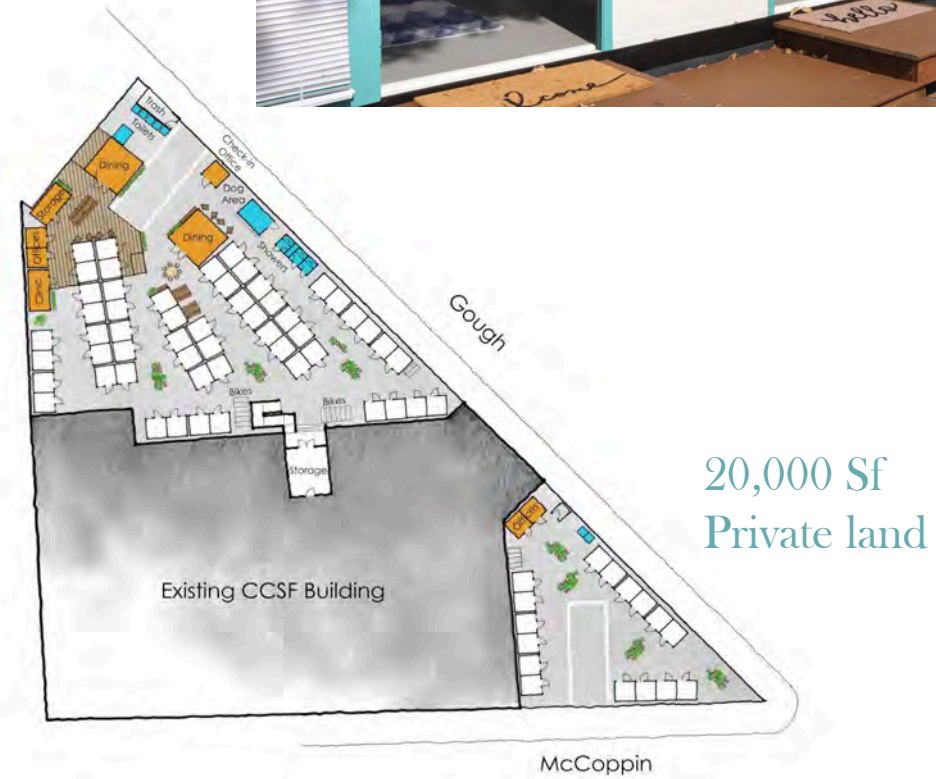 hello
Trash
Toilets
Check-in
Office
Dining
Dog
Area
Storage
Dining
Showers
Offices
Clinic
Gough
Bikes
Bikes
Storage
20,000 Sf
Private land
Offices
Existing CCSF Building
McCoppin